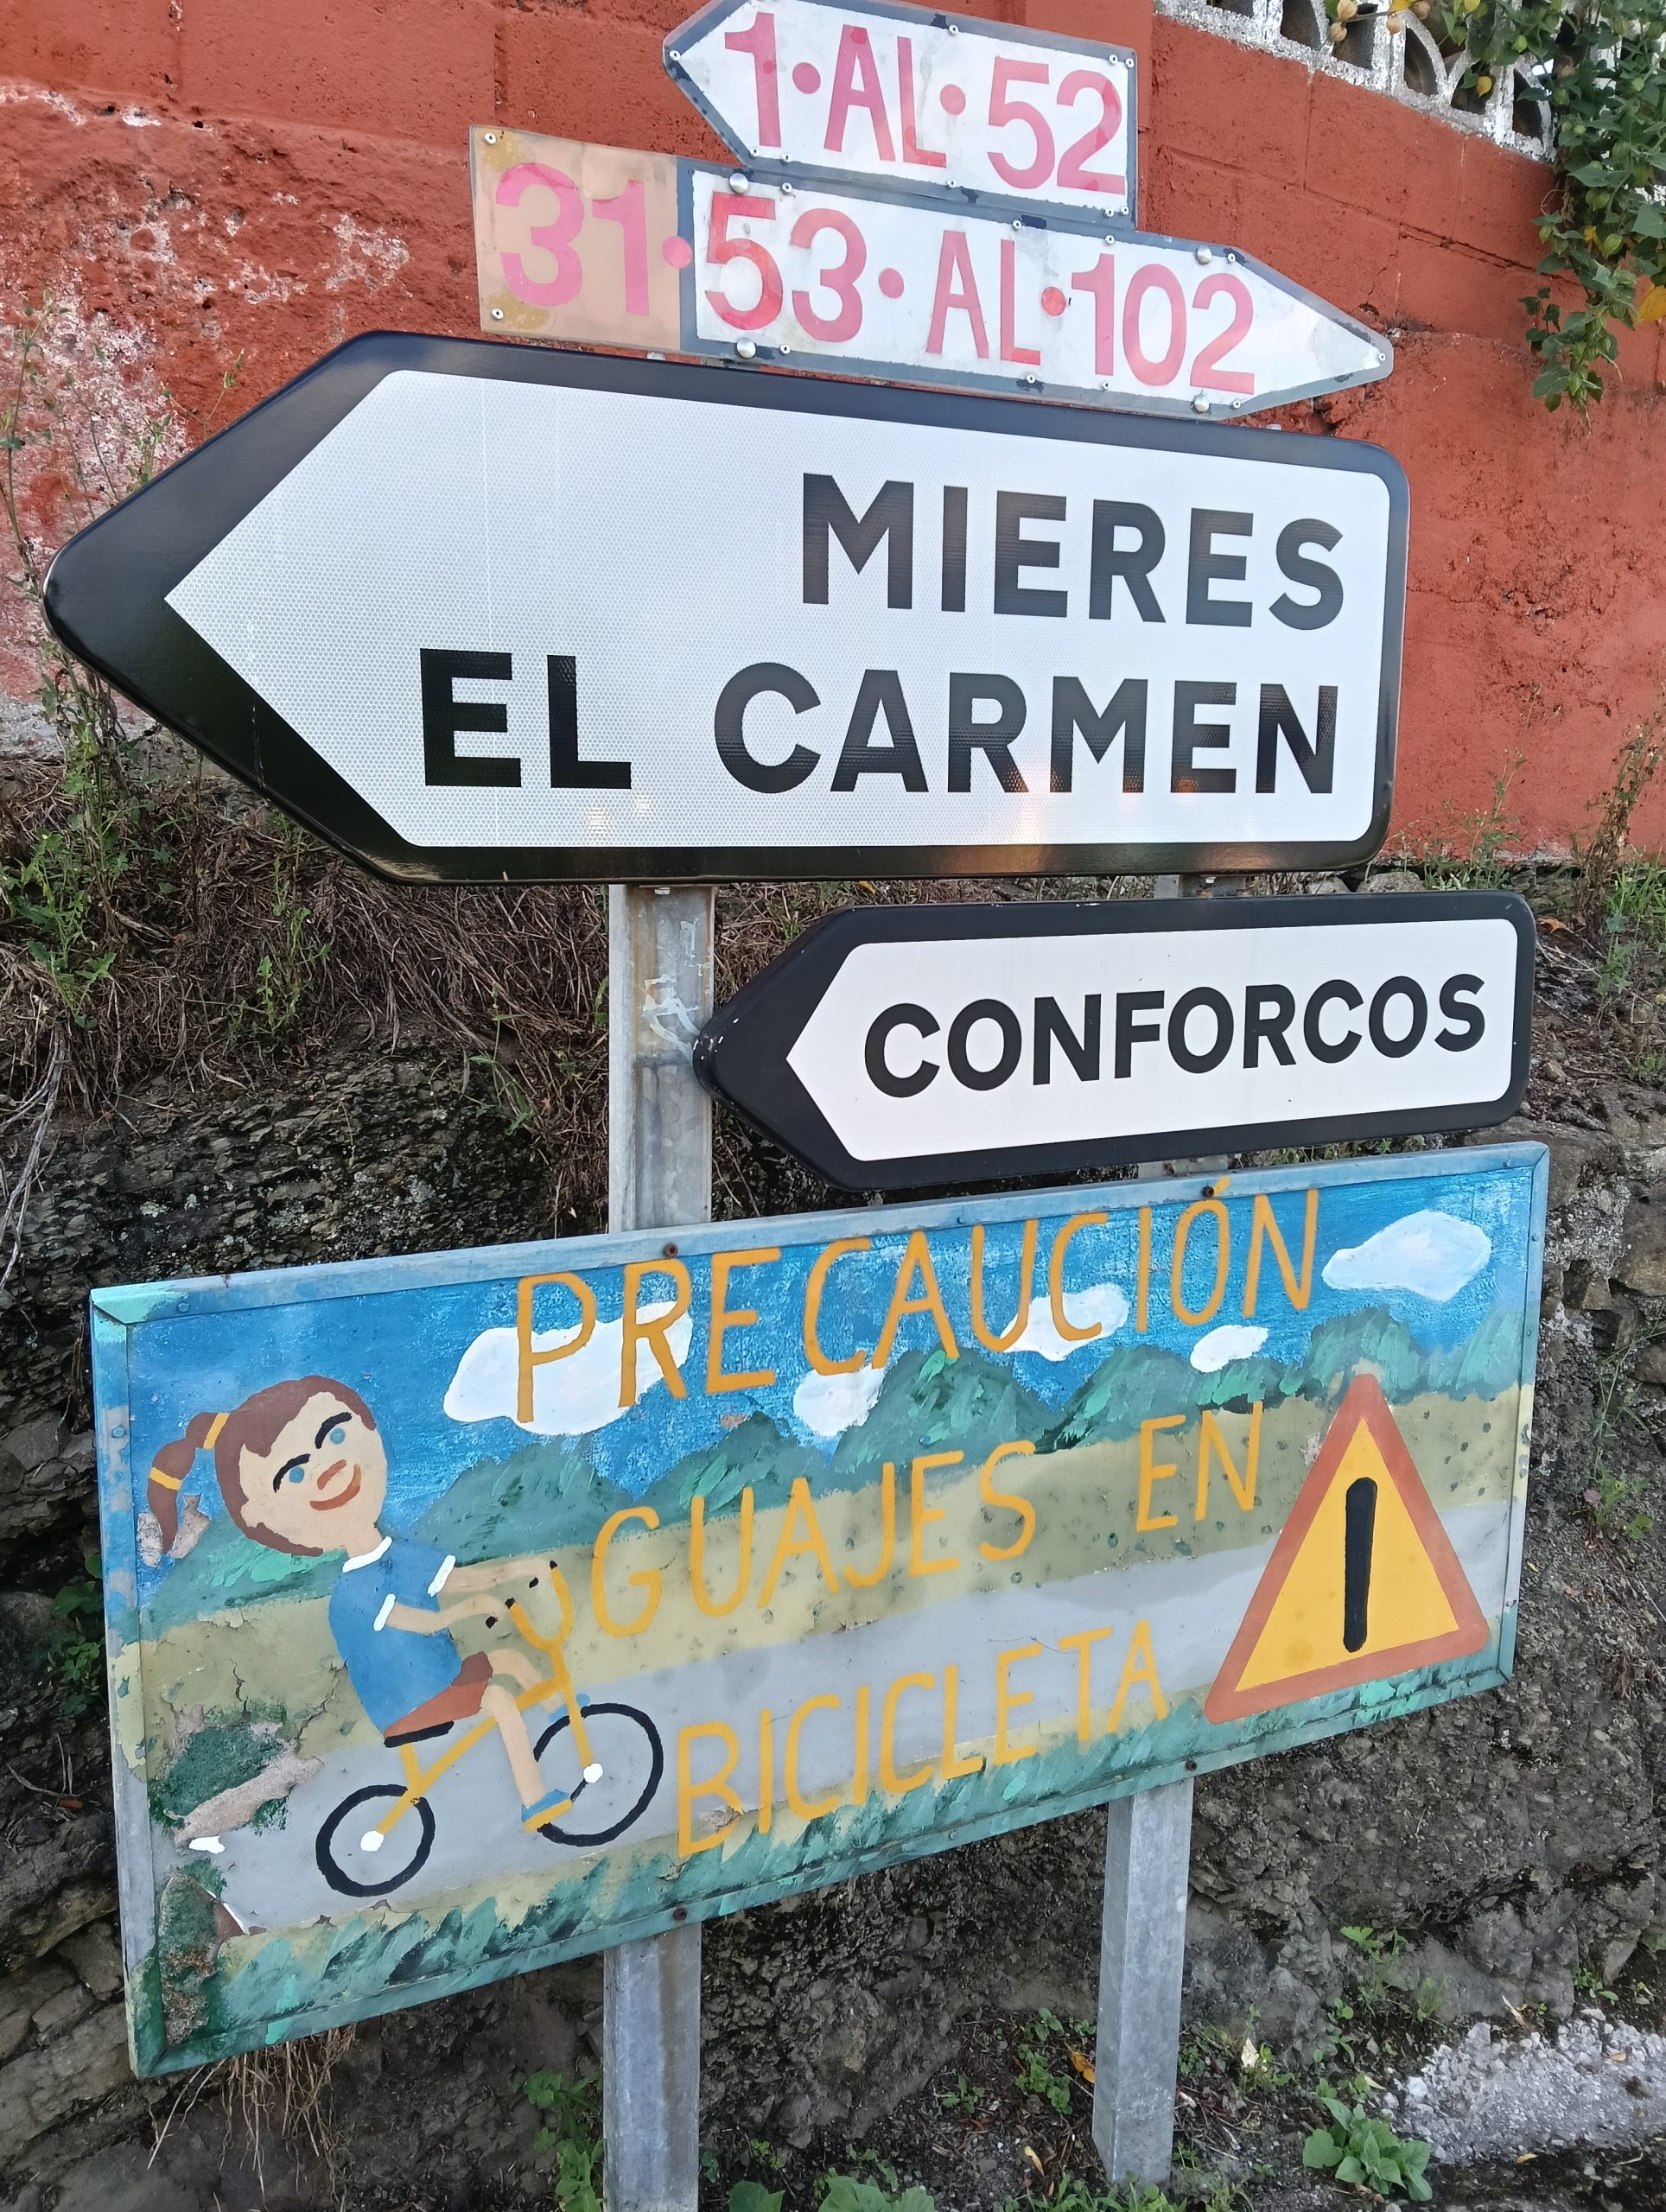 1·AL·52
31·53·AL·102
MIERES
EL CARMEN
CONFORCOS
PRECAUCIÓN
GUAJES EN
BICICLETA